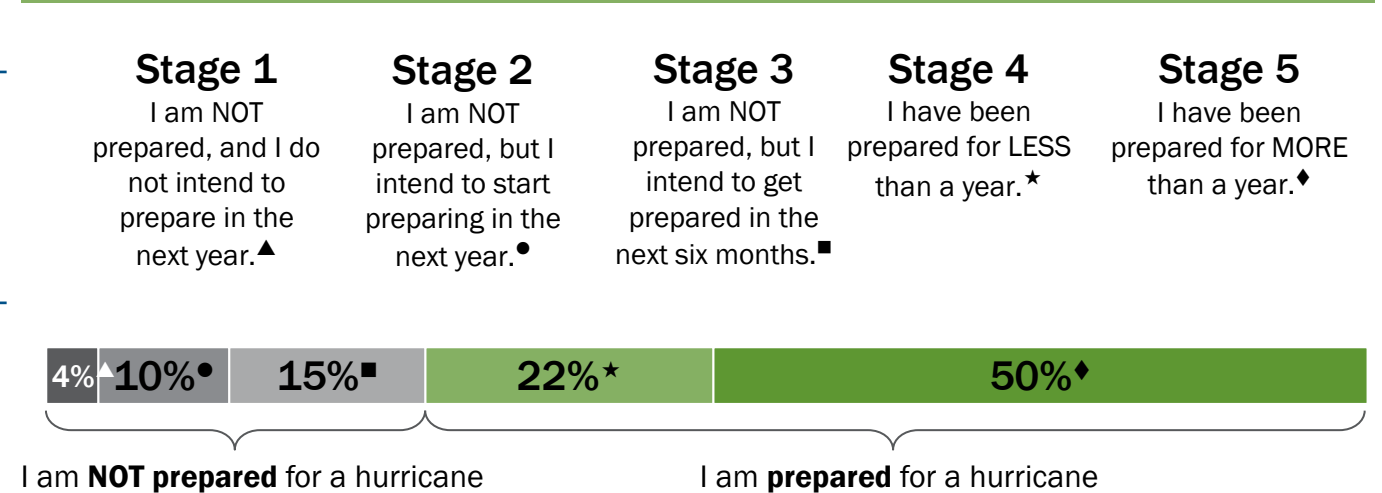 Stage 1
I am NOT
prepared, and I do
not intend to
prepare in the
next year.▲
Stage 2
I am NOT
prepared, but I
intend to start
preparing in the
next year.●
Stage 3
I am NOT
prepared, but I
intend to get
prepared in the
next six months.■
Stage 4
I have been
prepared for LESS
than a year.★
Stage 5
I have been
prepared for MORE
than a year.♦
4%▲ 10%● 15%■ 22%★ 50%♦
I am NOT prepared for a hurricane
I am prepared for a hurricane